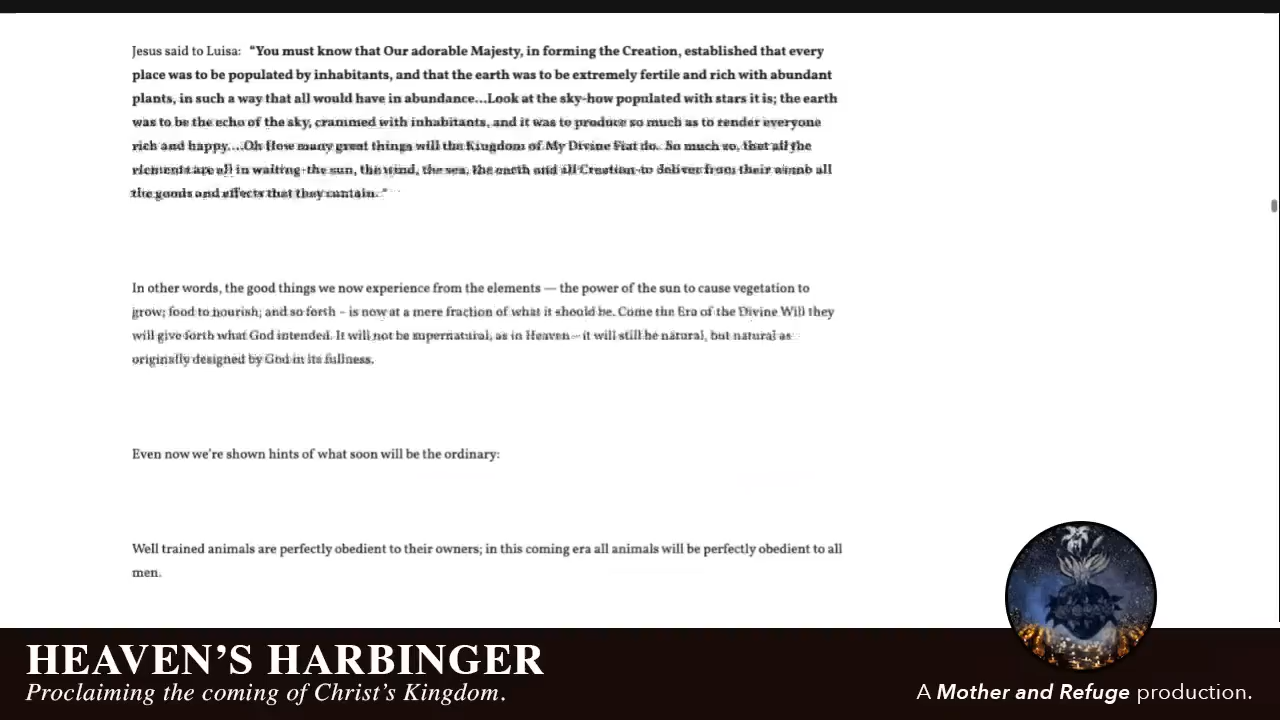 Jesus said to Luisa: “You must know that Our adorable Majesty, in forming the Creation, established that every
place was to be populated by inhabitants, and that the earth was to be extremely fertile and rich with abundant
plants, in such a way that all would have in abundance...Look at the sky-how populated with stars it is; the earth
was to be the echo of the sky, crammed with inhabitants, and it was to produce so much as to render everyone
rich and happy....Oh How many great things will the Kingdom of My Divine Fiat do. So much so, that all the
elements are all in waiting-the sun, the wind, the sea, the earth and all Creation-to deliver from their womb all
the goods and effects that they contain.”
In other words, the good things we now experience from the elements — the power of the sun to cause vegetation to
grow; food to nourish; and so forth – is now at a mere fraction of what it should be. Come the Era of the Divine Will they
will give forth what God intended. It will not be supernatural, as in Heaven – it will still be natural, but natural as
originally designed by God in its fullness.
Even now we’re shown hints of what soon will be the ordinary:
Well trained animals are perfectly obedient to their owners; in this coming era all animals will be perfectly obedient to all
men.
HEAVEN’S HARBINGER
Proclaiming the coming of Christ’s Kingdom.
A Mother and Refuge production.